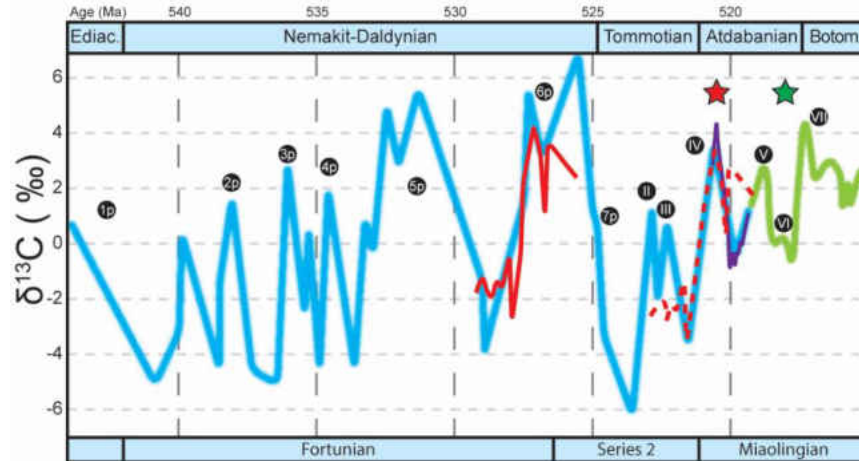 Age (Ma) 540 535 530 525 520
Ediac. Nemakit-Daldynian Tommotian Atdabanian Botom
δ¹³C ( ‰)
6
4
2
0
-2
-4
-6
1p 2p 3p 4p 5p 6p 7p II III IV V VI VII
Fortunian Series 2 Miaolingian